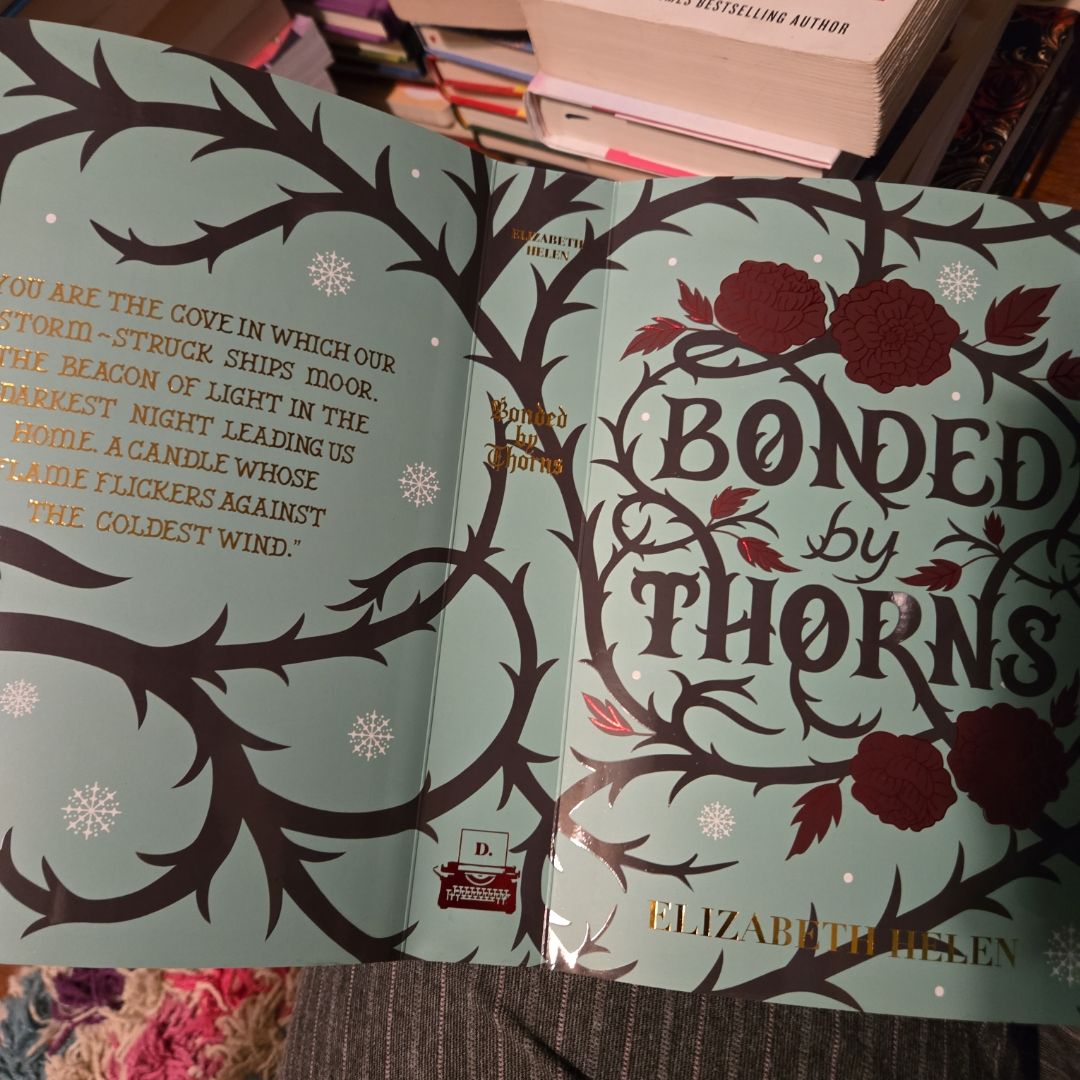 BESTSELLING AUTHOR
YOU ARE THE COVE IN WHICH OUR
STORM~STRUCK SHIPS MOOR.
THE BEACON OF LIGHT IN THE
DARKEST NIGHT LEADING US
HOME. A CANDLE WHOSE
FLAME FLICKERS AGAINST
THE COLDEST WIND."
ELIZABETH
HELEN
Bonded
by
Thorns
D.
BONDED
by
THORNS
ELIZABETH HELEN